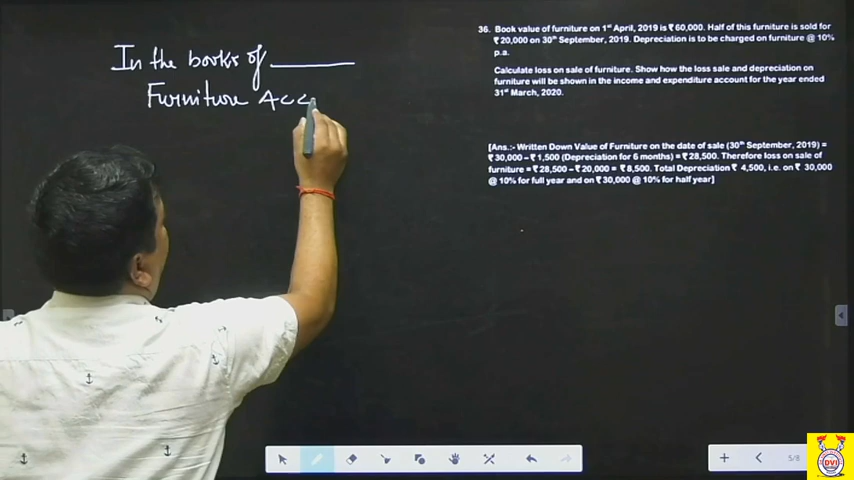 In the books of
Furniture Acc
36. Book value of furniture on 1st April, 2019 is ₹ 60,000. Half of this furniture is sold for
₹ 20,000 on 30th September, 2019. Depreciation is to be charged on furniture @ 10%
p.a.
Calculate loss on sale of furniture. Show how the loss sale and depreciation on
furniture will be shown in the income and expenditure account for the year ended
31st March, 2020.
[Ans.:- Written Down Value of Furniture on the date of sale (30th September, 2019) =
₹ 30,000 – ₹ 1,500 (Depreciation for 6 months) = ₹ 28,500. Therefore loss on sale of
furniture = ₹ 28,500 – ₹ 20,000 = ₹ 8,500. Total Depreciation ₹ 4,500, i.e. on ₹ 30,000
@ 10% for full year and on ₹ 30,000 @ 10% for half year]
5/8
DVI